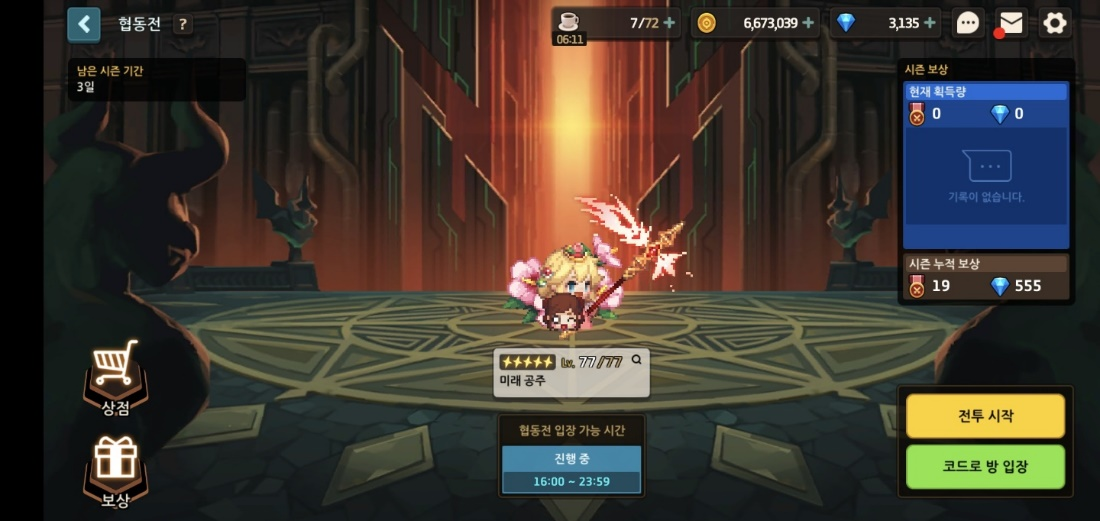 협동전 ?
7/72 + 6,673,039 + 3,135 +
06:11
남은 시즌 기간
3일
시즌 보상
현재 획득량
0 0
기록이 없습니다.
시즌 누적 보상
19 555
Lv. 77/77
미래 공주
상점
보상
협동전 입장 가능 시간
진행 중
16:00 ~ 23:59
전투 시작
코드로 방 입장